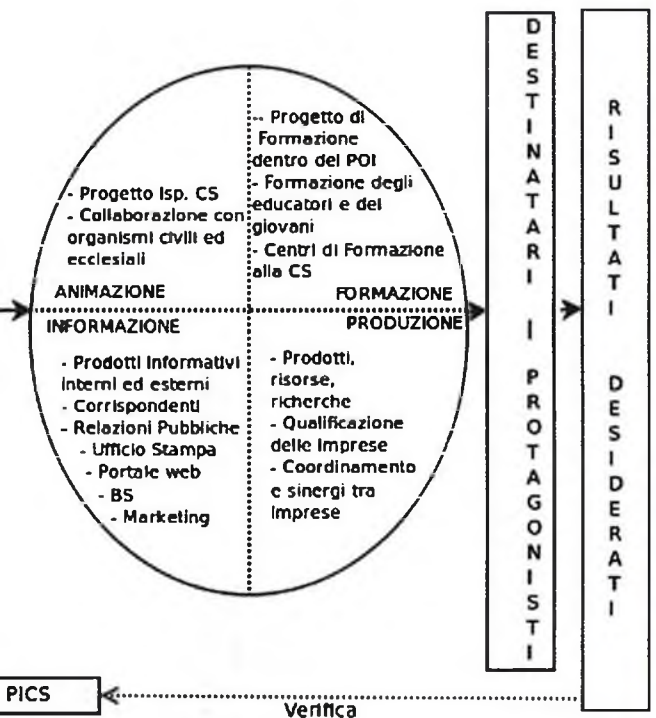 - Progetto Isp. CS
- Collaborazione con
organismi civili ed
ecclesiali
ANIMAZIONE
-- Progetto di
Formazione
dentro del POI
- Formazione degli
educatori e dei
giovani
- Centri di Formazione
alla CS
FORMAZIONE
INFORMAZIONE
- Prodotti Informativi
interni ed esterni
- Corrispondenti
- Relazioni Pubbliche
- Ufficio Stampa
- Portale web
- BS
- Marketing
PRODUZIONE
- Prodotti,
risorse,
richerche
- Qualificazione
delle Imprese
- Coordinamento
e sinergi tra
Imprese
DESTINATARI | PROTAGONISTI
RISULTATI DESIDERATI
PICS
Verifica